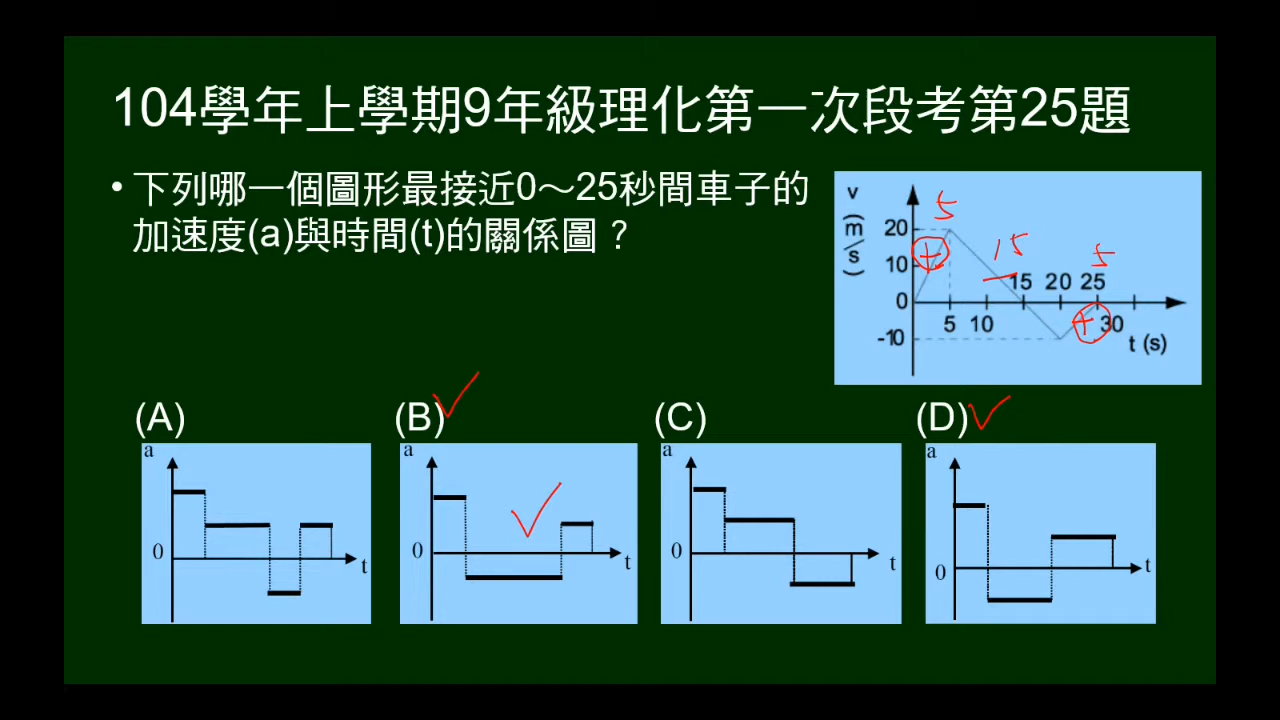 104學年上學期9年級理化第一次段考第25題
• 下列哪一個圖形最接近0～25秒間車子的
加速度(a)與時間(t)的關係圖？
v
(m/s)
5
20
+
15
10
5
15 20 25
0
5 10
+
30
-10
t (s)
(A) (B) (C) (D)
a a a a
0 t
0 t
0 t
0 t